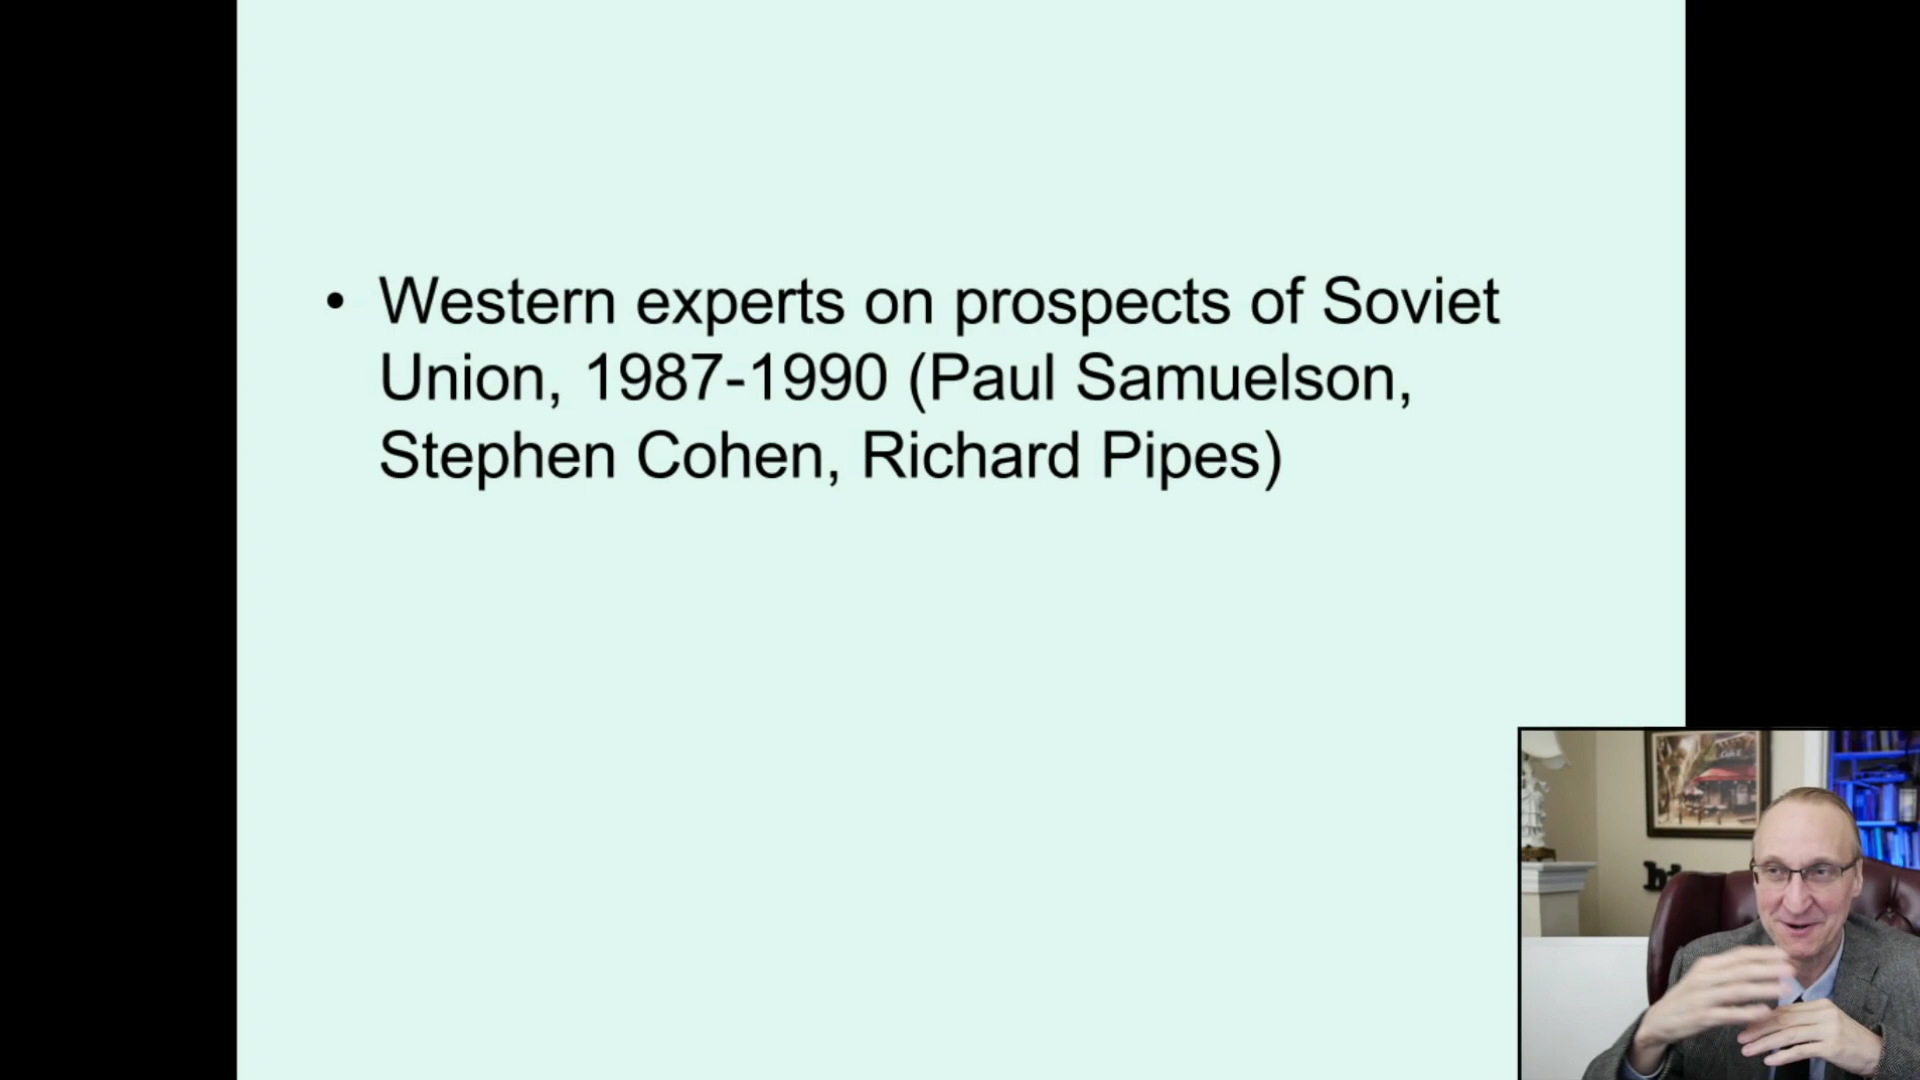 • Western experts on prospects of Soviet
Union, 1987-1990 (Paul Samuelson,
Stephen Cohen, Richard Pipes)